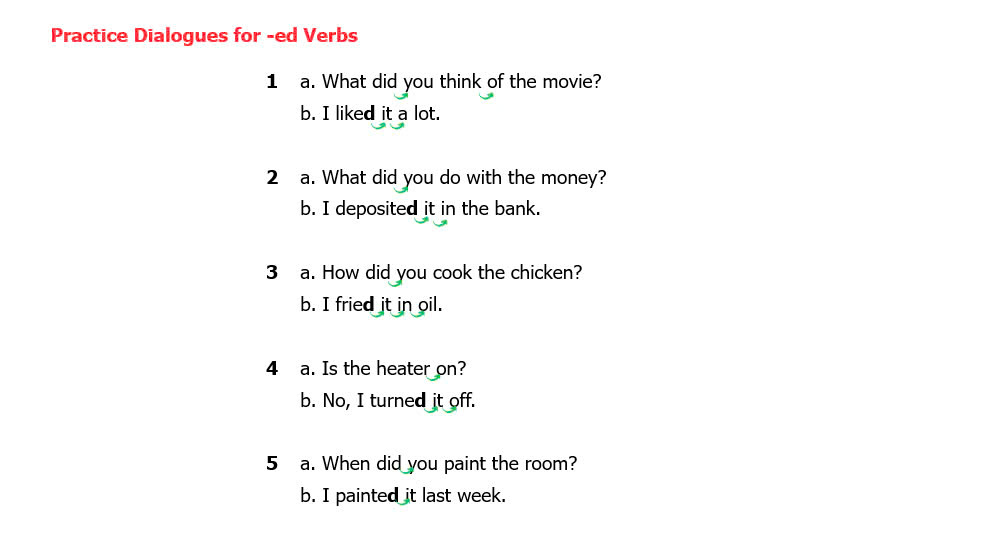 Practice Dialogues for -ed Verbs
1 a. What did you think of the movie?
b. I liked it a lot.
2 a. What did you do with the money?
b. I deposited it in the bank.
3 a. How did you cook the chicken?
b. I fried it in oil.
4 a. Is the heater on?
b. No, I turned it off.
5 a. When did you paint the room?
b. I painted it last week.